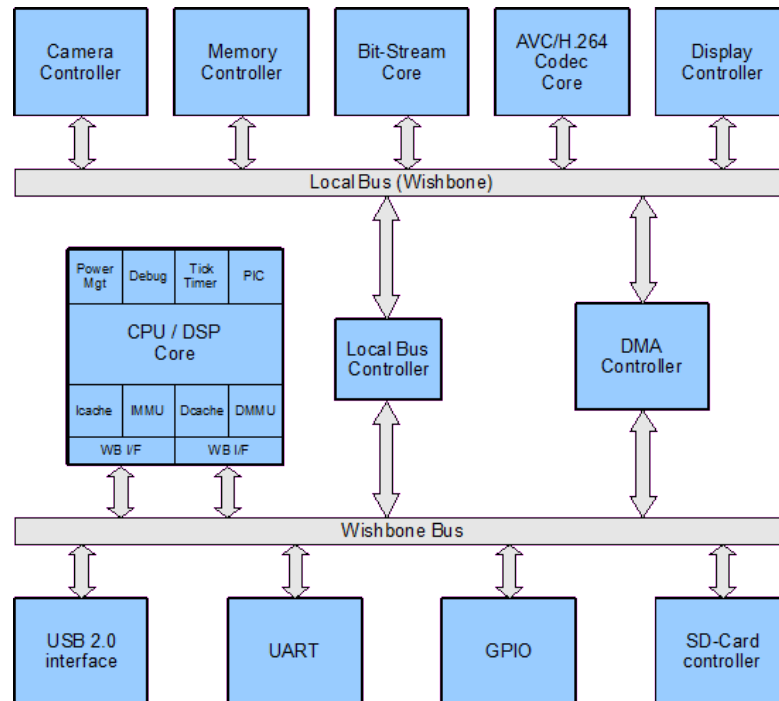 Camera
Controller
Memory
Controller
Bit-Stream
Core
AVC/H.264
Codec
Core
Display
Controller
Local Bus (Wishbone)
Power
Mgt
Debug
Tick
Timer
PIC
CPU / DSP
Core
Icache
IMMU
Dcache
DMMU
WB I/F
WB I/F
Local Bus
Controller
DMA
Controller
Wishbone Bus
USB 2.0
interface
UART
GPIO
SD-Card
controller